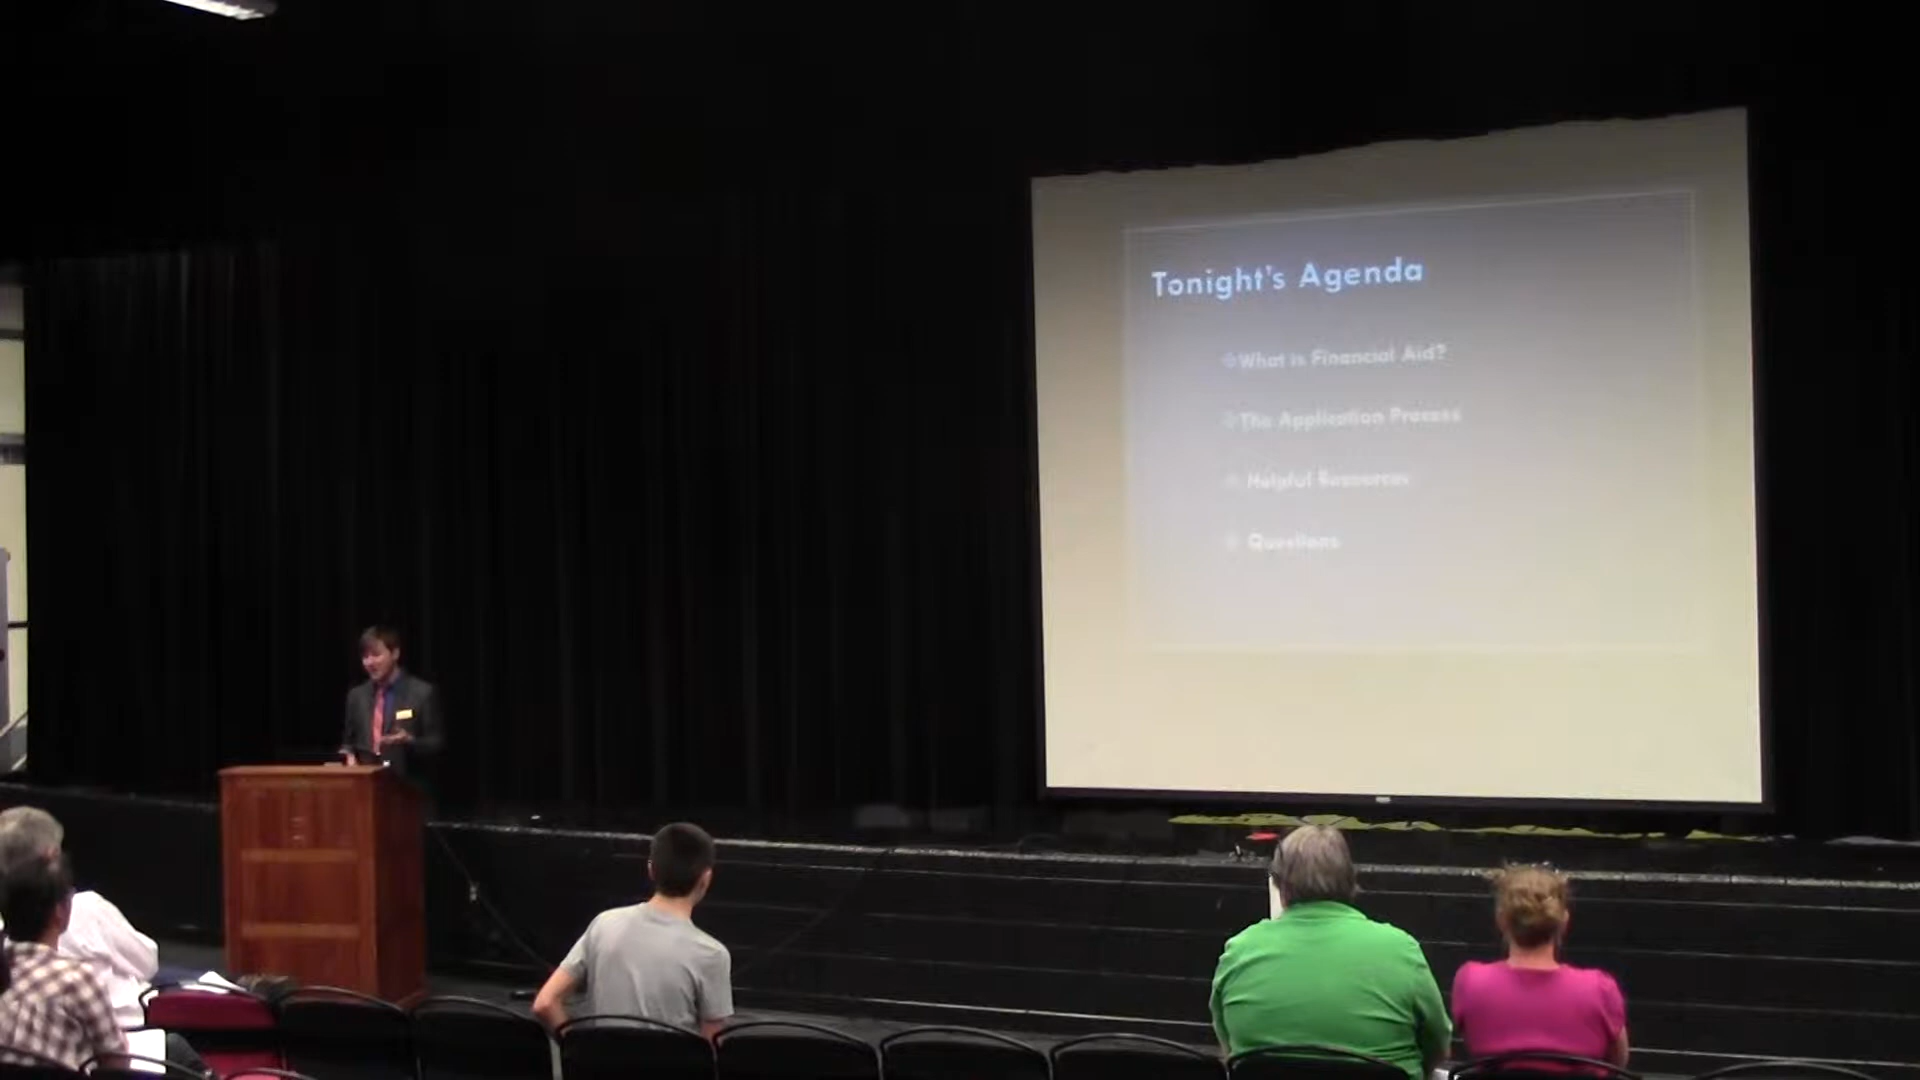 Tonight's Agenda
What is Financial Aid?
The Application Process
Helpful Resources
Questions